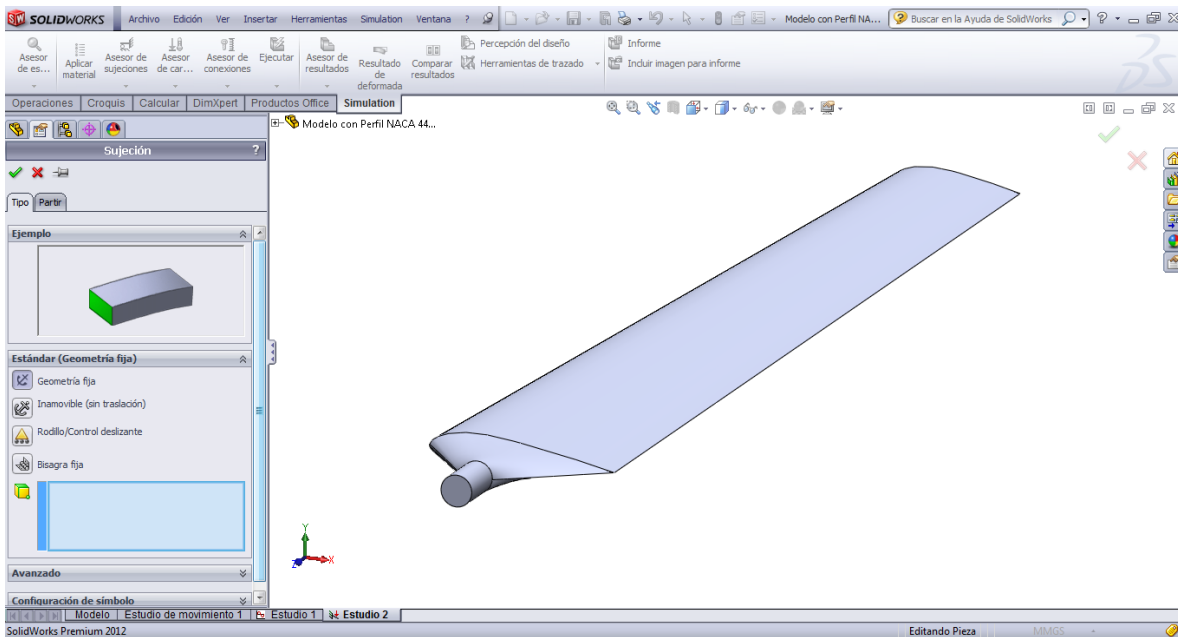 SOLIDWORKS Archivo Edición Ver Insertar Herramientas Simulation Ventana ? Modelo con Perfil NA... Buscar en la Ayuda de SolidWorks
Asesor de es...
Aplicar material
Asesor de sujeciones
Asesor de car...
Asesor de conexiones
Ejecutar
Asesor de resultados
Resultado de deformada
Comparar resultados
Percepción del diseño
Herramientas de trazado
Informe
Incluir imagen para informe
Operaciones Croquis Calcular DimXpert Productos Office Simulation
Modelo con Perfil NACA 44...
Sujeción ?
Tipo Partir
Ejemplo
Estándar (Geometría fija)
Geometría fija
Inamovible (sin traslación)
Rodillo/Control deslizante
Bisagra fija
Avanzado
Configuración de símbolo
Y
X
Z
Modelo Estudio de movimiento 1 Estudio 1 Estudio 2
SolidWorks Premium 2012 Editando Pieza MMGS